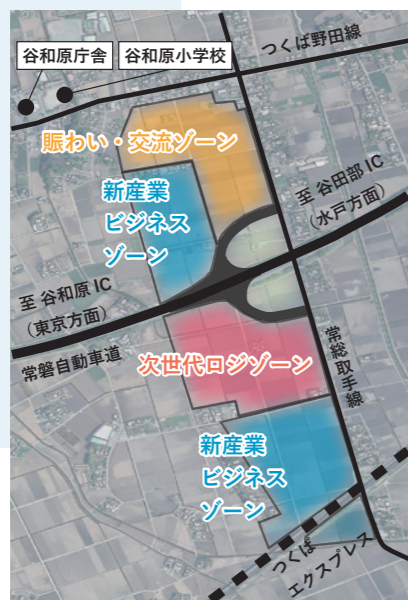 谷和原庁舎
谷和原小学校
つくば野田線
賑わい・交流ゾーン
新産業
ビジネス
ゾーン
至 谷田部IC
(水戸方面)
至 谷和原IC
(東京方面)
常磐自動車道
次世代ロジゾーン
常総取手線
新産業
ビジネス
ゾーン
つくば
エクスプレス